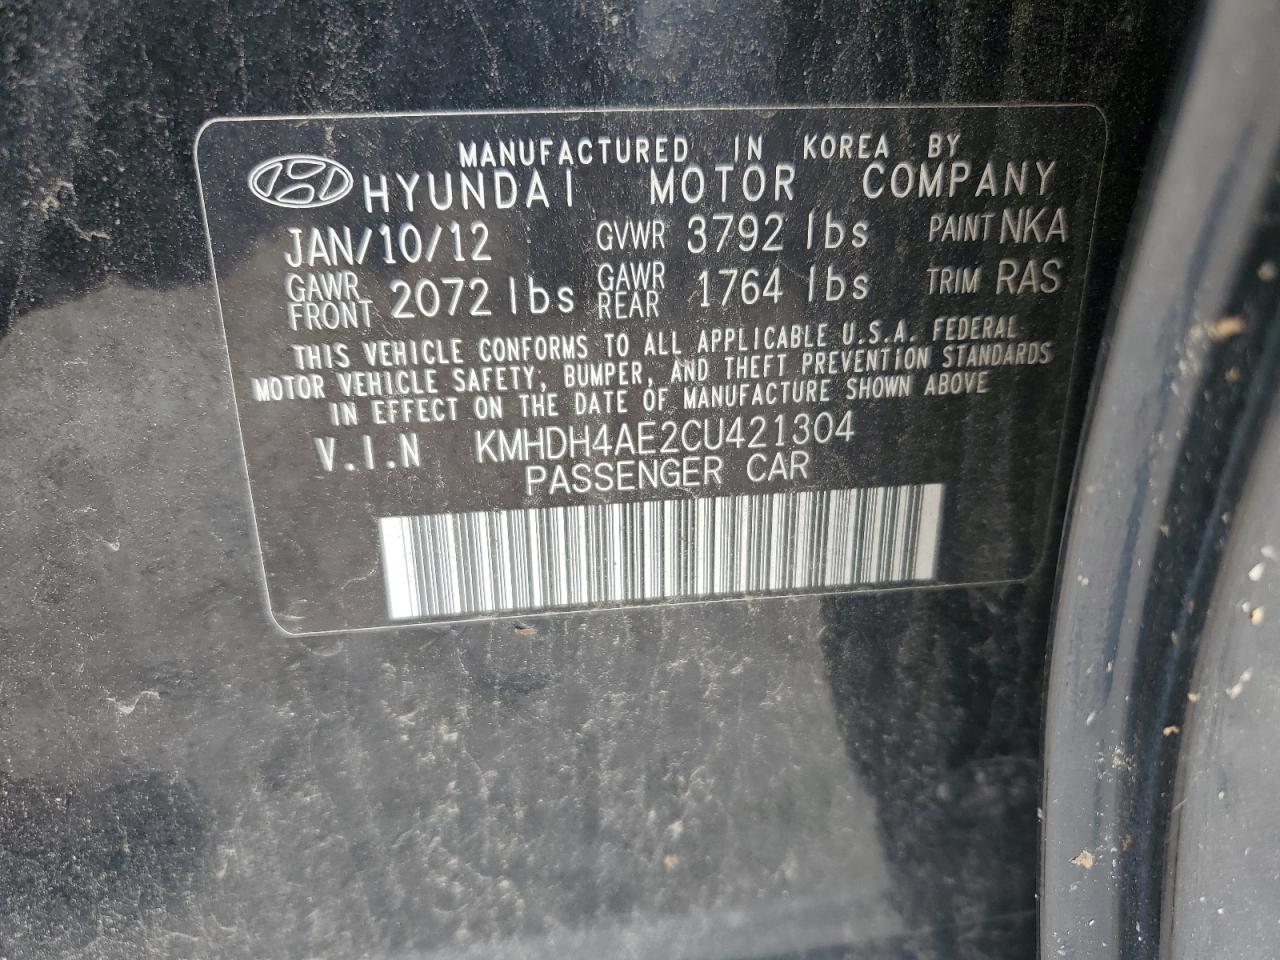 MANUFACTURED IN KOREA BY
HYUNDAI MOTOR COMPANY
JAN/10/12 GVWR 3792 lbs PAINT NKA
GAWR FRONT 2072 lbs GAWR REAR 1764 lbs TRIM RAS
THIS VEHICLE CONFORMS TO ALL APPLICABLE U.S.A. FEDERAL
MOTOR VEHICLE SAFETY, BUMPER, AND THEFT PREVENTION STANDARDS
IN EFFECT ON THE DATE OF MANUFACTURE SHOWN ABOVE
V.I.N KMHDH4AE2CU421304
PASSENGER CAR